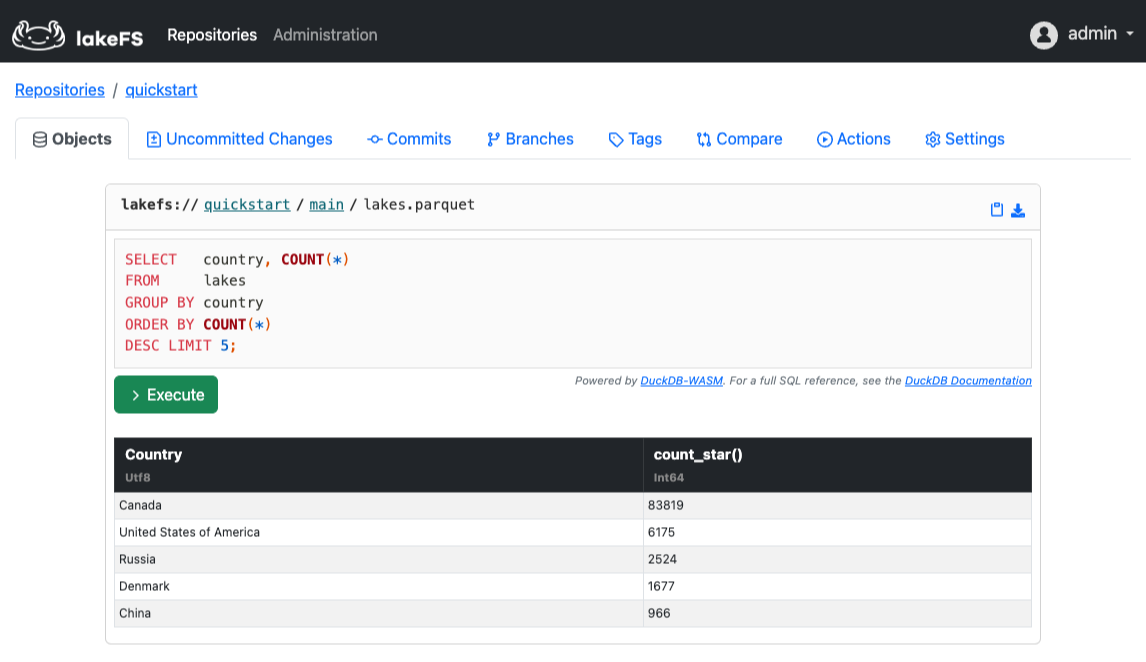 lakeFS Repositories Administration admin
Repositories / quickstart
Objects Uncommitted Changes Commits Branches Tags Compare Actions Settings
lakefs:// quickstart / main / lakes.parquet
SELECT country, COUNT(*)
FROM lakes
GROUP BY country
ORDER BY COUNT(*)
DESC LIMIT 5;
Powered by DuckDB-WASM. For a full SQL reference, see the DuckDB Documentation
Execute
Country count_star()
Utf8 Int64
Canada 83819
United States of America 6175
Russia 2524
Denmark 1677
China 966